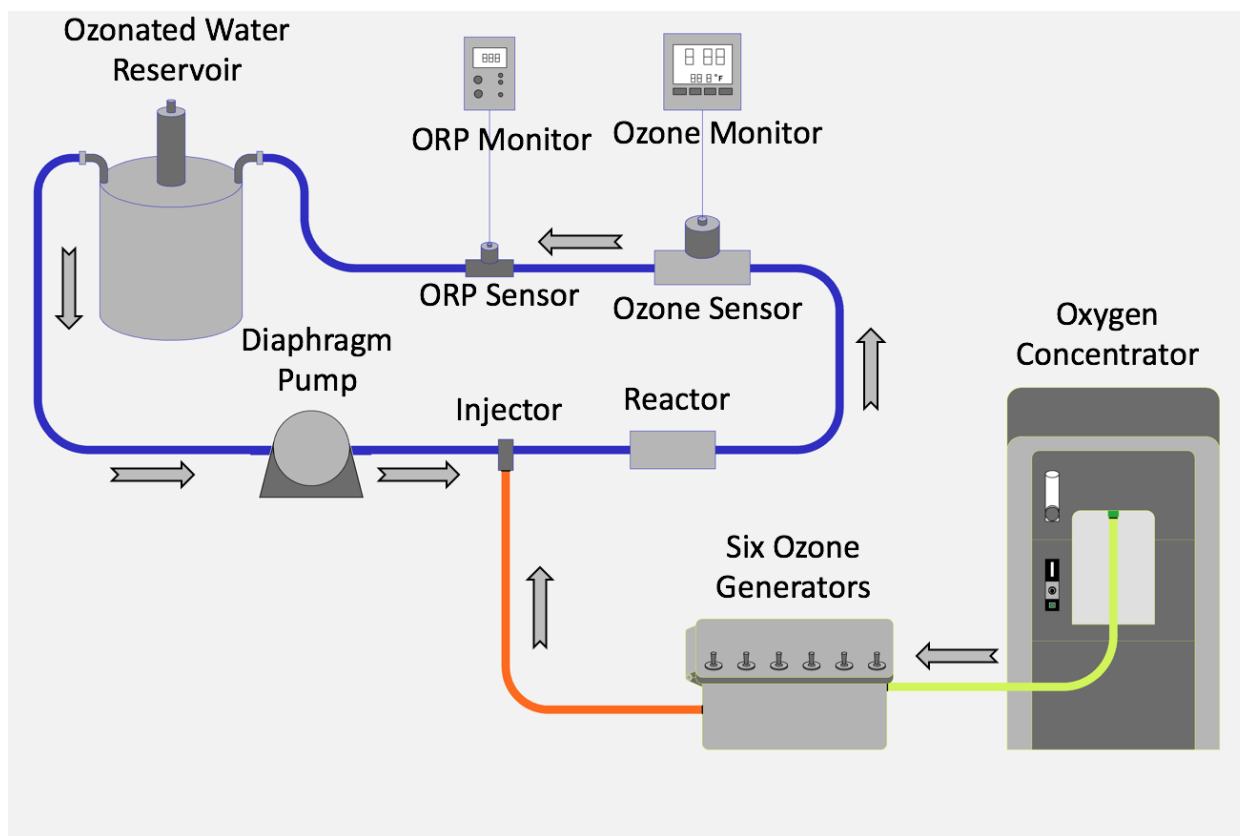 Ozonated Water
Reservoir
ORP Monitor
Ozone Monitor
°F
ORP Sensor
Ozone Sensor
Diaphragm
Pump
Injector
Reactor
Oxygen
Concentrator
Six Ozone
Generators